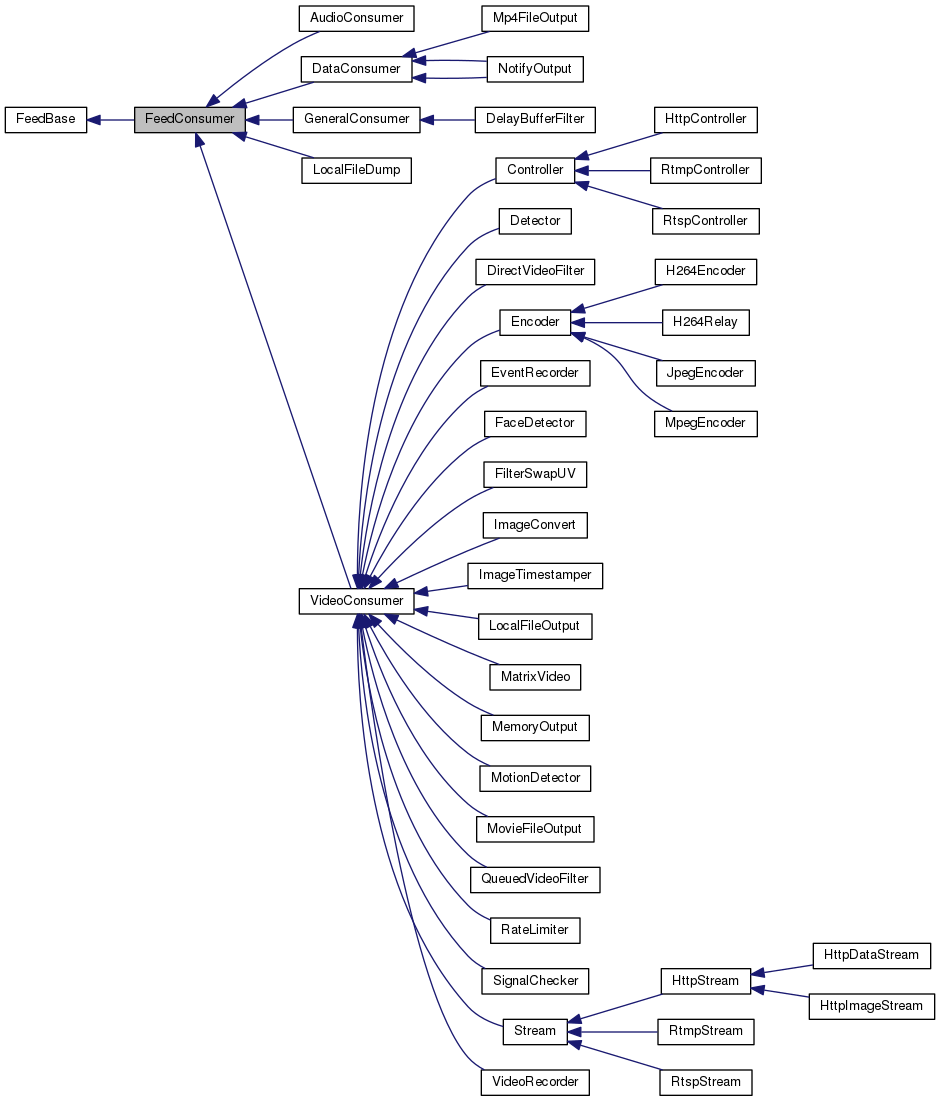 AudioConsumer
Mp4FileOutput
DataConsumer
NotifyOutput
FeedBase
FeedConsumer
GeneralConsumer
DelayBufferFilter
HttpController
LocalFileDump
Controller
RtmpController
Detector
RtspController
DirectVideoFilter
H264Encoder
Encoder
H264Relay
EventRecorder
JpegEncoder
FaceDetector
MpegEncoder
FilterSwapUV
ImageConvert
ImageTimestamper
VideoConsumer
LocalFileOutput
MatrixVideo
MemoryOutput
MotionDetector
MovieFileOutput
QueuedVideoFilter
RateLimiter
HttpDataStream
SignalChecker
HttpStream
HttpImageStream
Stream
RtmpStream
VideoRecorder
RtspStream